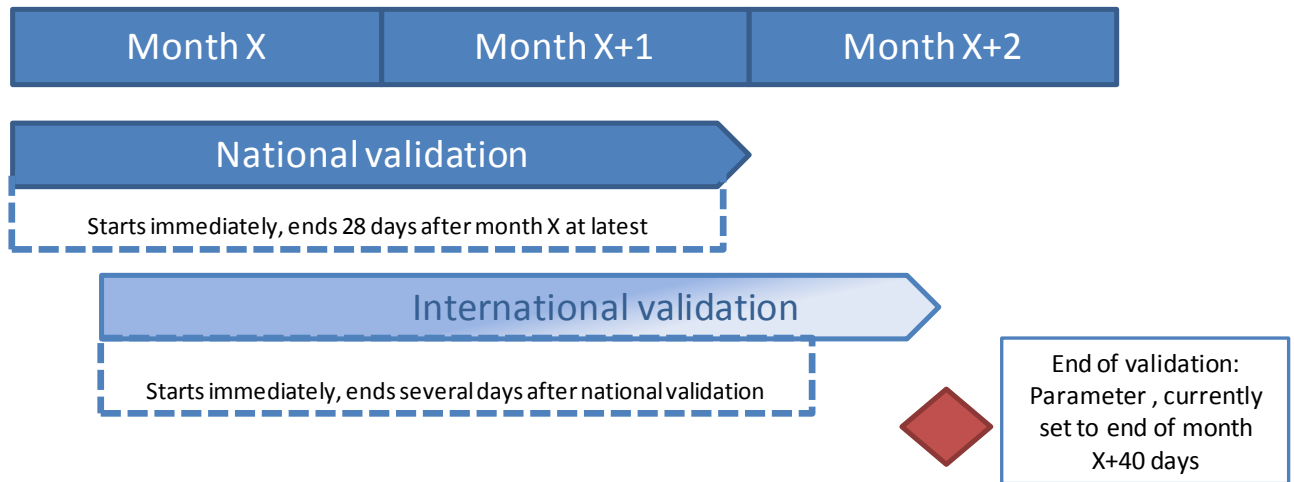 Month X
Month X+1
Month X+2
National validation
Starts immediately, ends 28 days after month X at latest
International validation
Starts immediately, ends several days after national validation
End of validation:
Parameter , currently
set to end of month
X+40 days